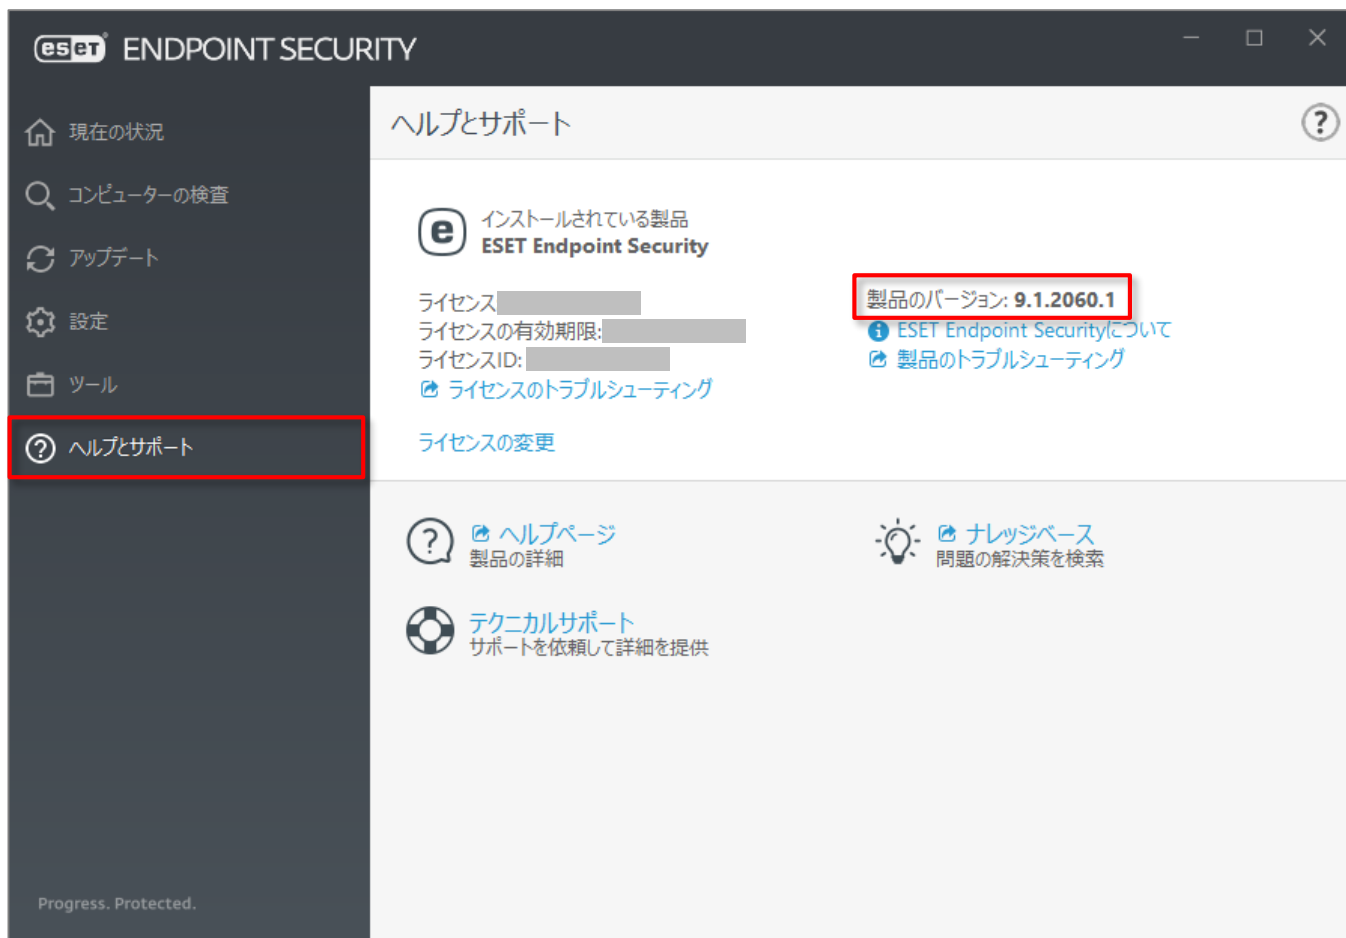 eset ENDPOINT SECURITY
現在の状況
コンピューターの検査
アップデート
設定
ツール
ヘルプとサポート
Progress. Protected.
ヘルプとサポート
?
e インストールされている製品
ESET Endpoint Security
ライセンス
ライセンスの有効期限:
ライセンスID:
ライセンスのトラブルシューティング
ライセンスの変更
製品のバージョン: 9.1.2060.1
ESET Endpoint Securityについて
製品のトラブルシューティング
ヘルプページ
製品の詳細
ナレッジベース
問題の解決策を検索
テクニカルサポート
サポートを依頼して詳細を提供